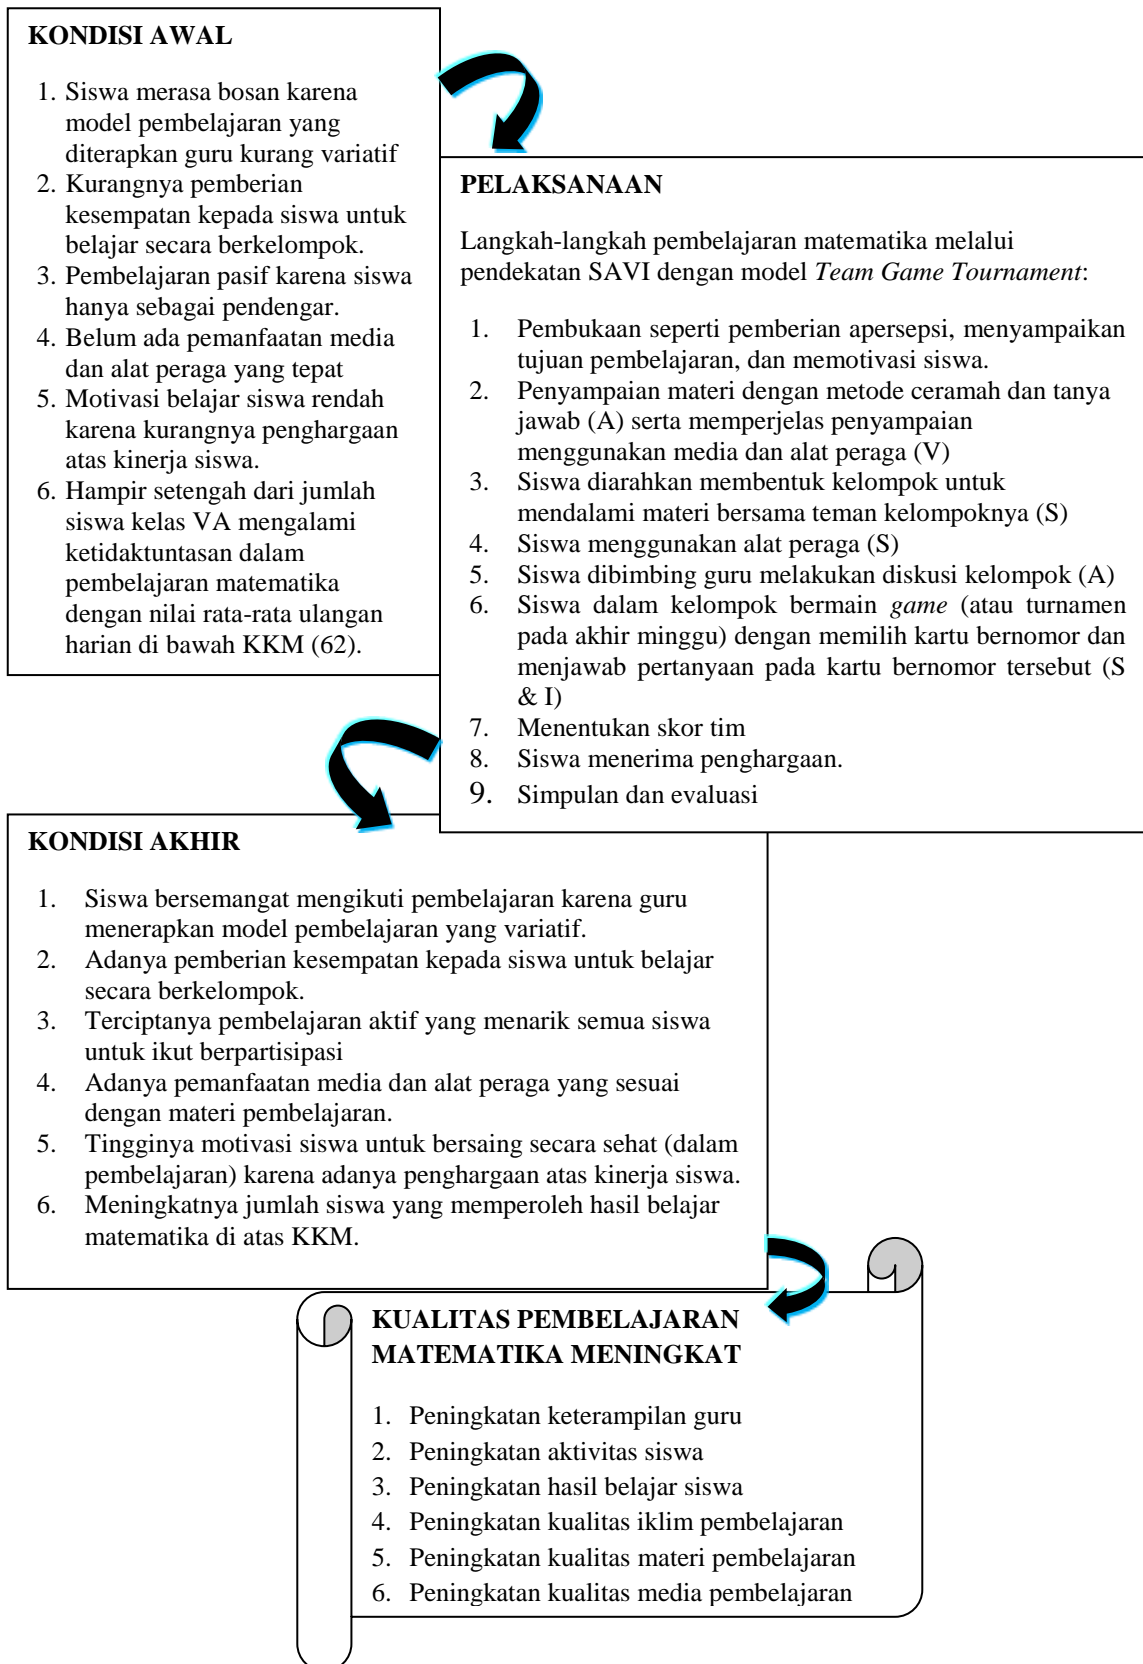 KONDISI AWAL
1. Siswa merasa bosan karena
model pembelajaran yang
diterapkan guru kurang variatif
2. Kurangnya pemberian
kesempatan kepada siswa untuk
belajar secara berkelompok.
3. Pembelajaran pasif karena siswa
hanya sebagai pendengar.
4. Belum ada pemanfaatan media
dan alat peraga yang tepat
5. Motivasi belajar siswa rendah
karena kurangnya penghargaan
atas kinerja siswa.
6. Hampir setengah dari jumlah
siswa kelas VA mengalami
ketidaktuntasan dalam
pembelajaran matematika
dengan nilai rata-rata ulangan
harian di bawah KKM (62).
PELAKSANAAN
Langkah-langkah pembelajaran matematika melalui
pendekatan SAVI dengan model Team Game Tournament:
1. Pembukaan seperti pemberian apersepsi, menyampaikan
tujuan pembelajaran, dan memotivasi siswa.
2. Penyampaian materi dengan metode ceramah dan tanya
jawab (A) serta memperjelas penyampaian
menggunakan media dan alat peraga (V)
3. Siswa diarahkan membentuk kelompok untuk
mendalami materi bersama teman kelompoknya (S)
4. Siswa menggunakan alat peraga (S)
5. Siswa dibimbing guru melakukan diskusi kelompok (A)
6. Siswa dalam kelompok bermain game (atau turnamen
pada akhir minggu) dengan memilih kartu bernomor dan
menjawab pertanyaan pada kartu bernomor tersebut (S
& I)
7. Menentukan skor tim
8. Siswa menerima penghargaan.
9. Simpulan dan evaluasi
KONDISI AKHIR
1. Siswa bersemangat mengikuti pembelajaran karena guru
menerapkan model pembelajaran yang variatif.
2. Adanya pemberian kesempatan kepada siswa untuk belajar
secara berkelompok.
3. Terciptanya pembelajaran aktif yang menarik semua siswa
untuk ikut berpartisipasi
4. Adanya pemanfaatan media dan alat peraga yang sesuai
dengan materi pembelajaran.
5. Tingginya motivasi siswa untuk bersaing secara sehat (dalam
pembelajaran) karena adanya penghargaan atas kinerja siswa.
6. Meningkatnya jumlah siswa yang memperoleh hasil belajar
matematika di atas KKM.
KUALITAS PEMBELAJARAN
MATEMATIKA MENINGKAT
1. Peningkatan keterampilan guru
2. Peningkatan aktivitas siswa
3. Peningkatan hasil belajar siswa
4. Peningkatan kualitas iklim pembelajaran
5. Peningkatan kualitas materi pembelajaran
6. Peningkatan kualitas media pembelajaran